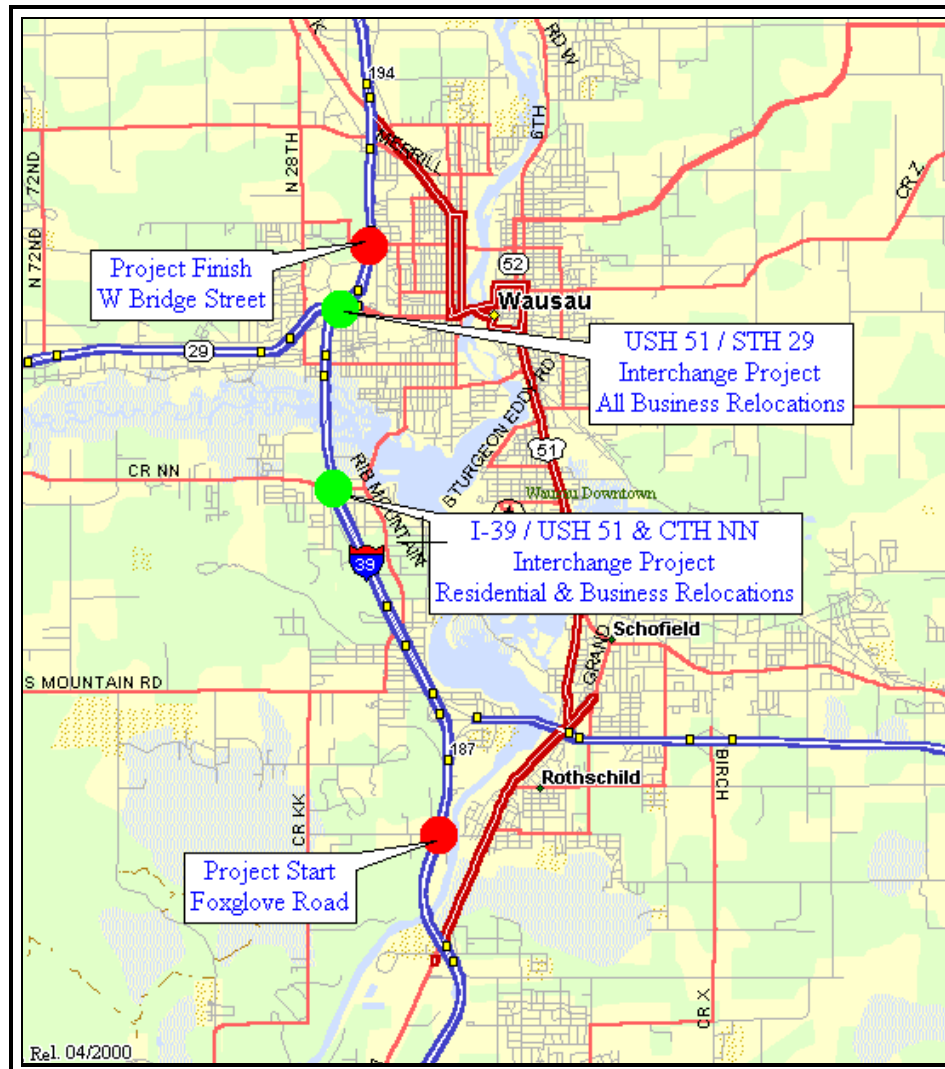 K
RD W
194
6TH
MERRILL
N 28TH
N 72ND
CR Z
N 72ND
Project Finish
W Bridge Street
52
Wausau
29
USH 51 / STH 29
Interchange Project
All Business Relocations
STURGEON EDDY RD
51
CR NN
RIB MOUNTAIN
Wausau Downtown
I-39 / USH 51 & CTH NN
Interchange Project
Residential & Business Relocations
39
Schofield
GRAND
S MOUNTAIN RD
187
BIRCH
Rothschild
CR KK
Project Start
Foxglove Road
CR X
Rel. 04/2000